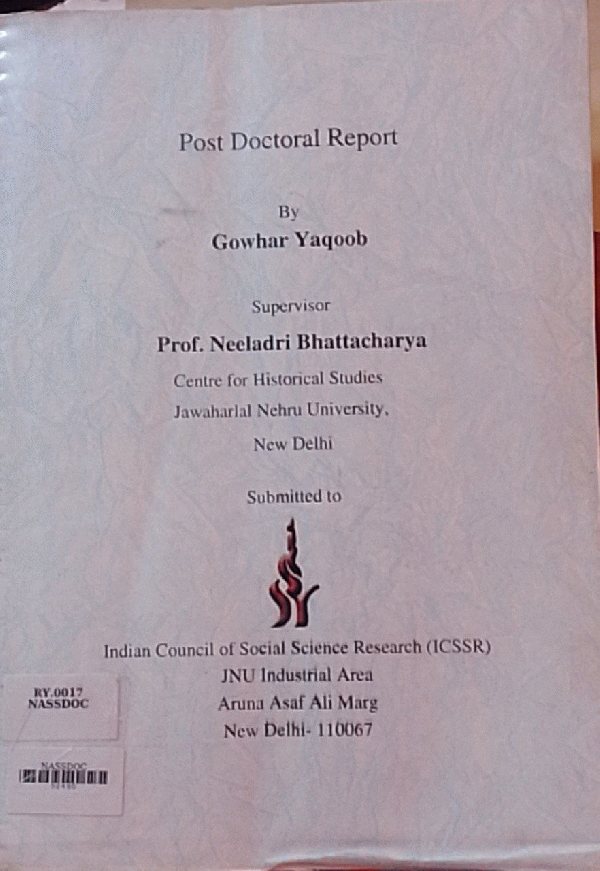 Post Doctoral Report
By
Gowhar Yaqoob
Supervisor
Prof. Neeladri Bhattacharya
Centre for Historical Studies
Jawaharlal Nehru University,
New Delhi
Submitted to
Indian Council of Social Science Research (ICSSR)
JNU Industrial Area
Aruna Asaf Ali Marg
New Delhi- 110067
RY.0017
NASSDOC
NASSDOC